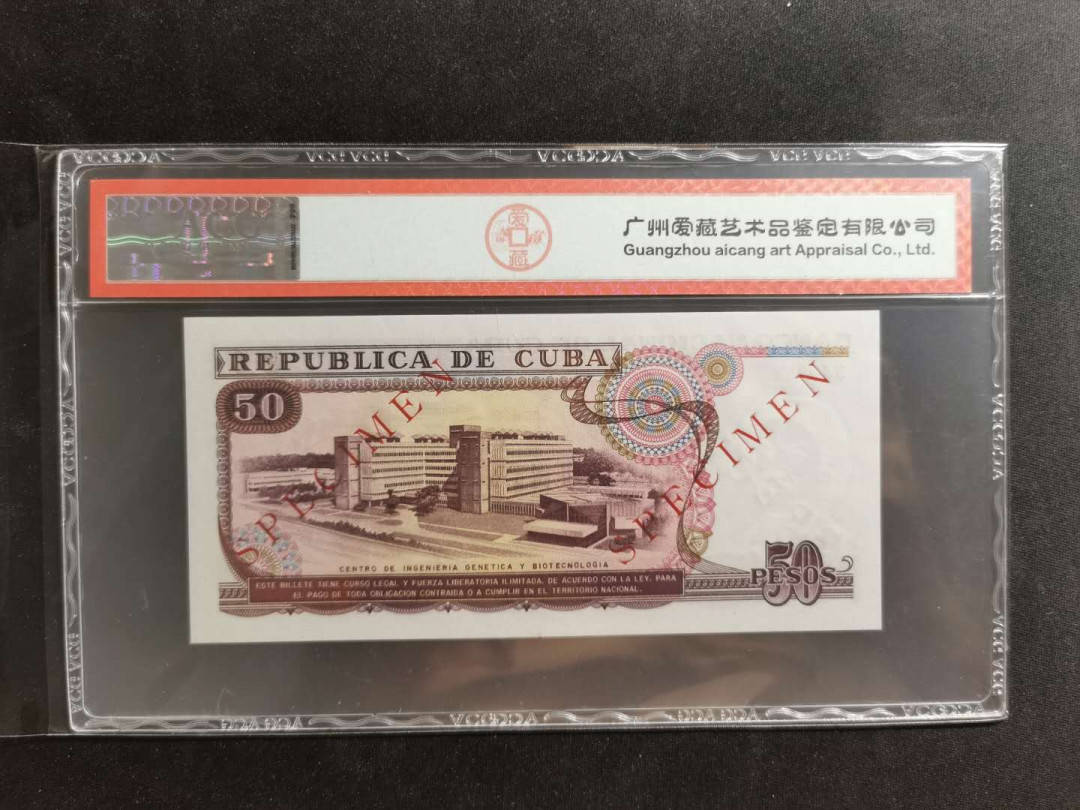 ACG
爱
藏
广州爱藏艺术品鉴定有限公司
Guangzhou aicang art Appraisal Co., Ltd.
REPUBLICA DE CUBA
50
SPECIMEN
SPECIMEN
CENTRO DE INGENIERIA GENETICA Y BIOTECNOLOGIA
ESTE BILLETE TIENE CURSO LEGAL Y FUERZA LIBERATORIA ILIMITADA, DE ACUERDO CON LA LEY, PARA
EL PAGO DE TODA OBLIGACION CONTRAIDA O A CUMPLIR EN EL TERRITORIO NACIONAL.
50
PESOS